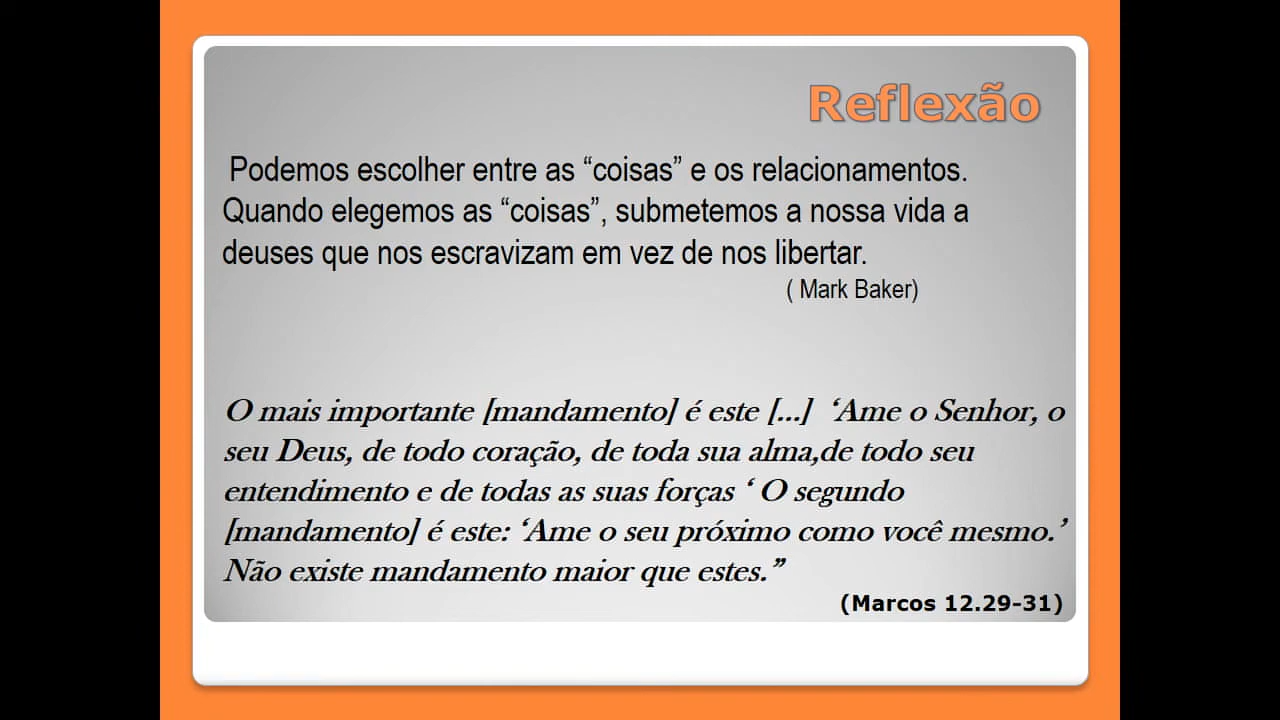 Reflexão
Podemos escolher entre as “coisas” e os relacionamentos.
Quando elegemos as “coisas”, submetemos a nossa vida a
deuses que nos escravizam em vez de nos libertar.
( Mark Baker)
O mais importante [mandamento] é este [...] ‘Ame o Senhor, o
seu Deus, de todo coração, de toda sua alma,de todo seu
entendimento e de todas as suas forças ‘ O segundo
[mandamento] é este: ‘Ame o seu próximo como você mesmo.’
Não existe mandamento maior que estes.”
(Marcos 12.29-31)